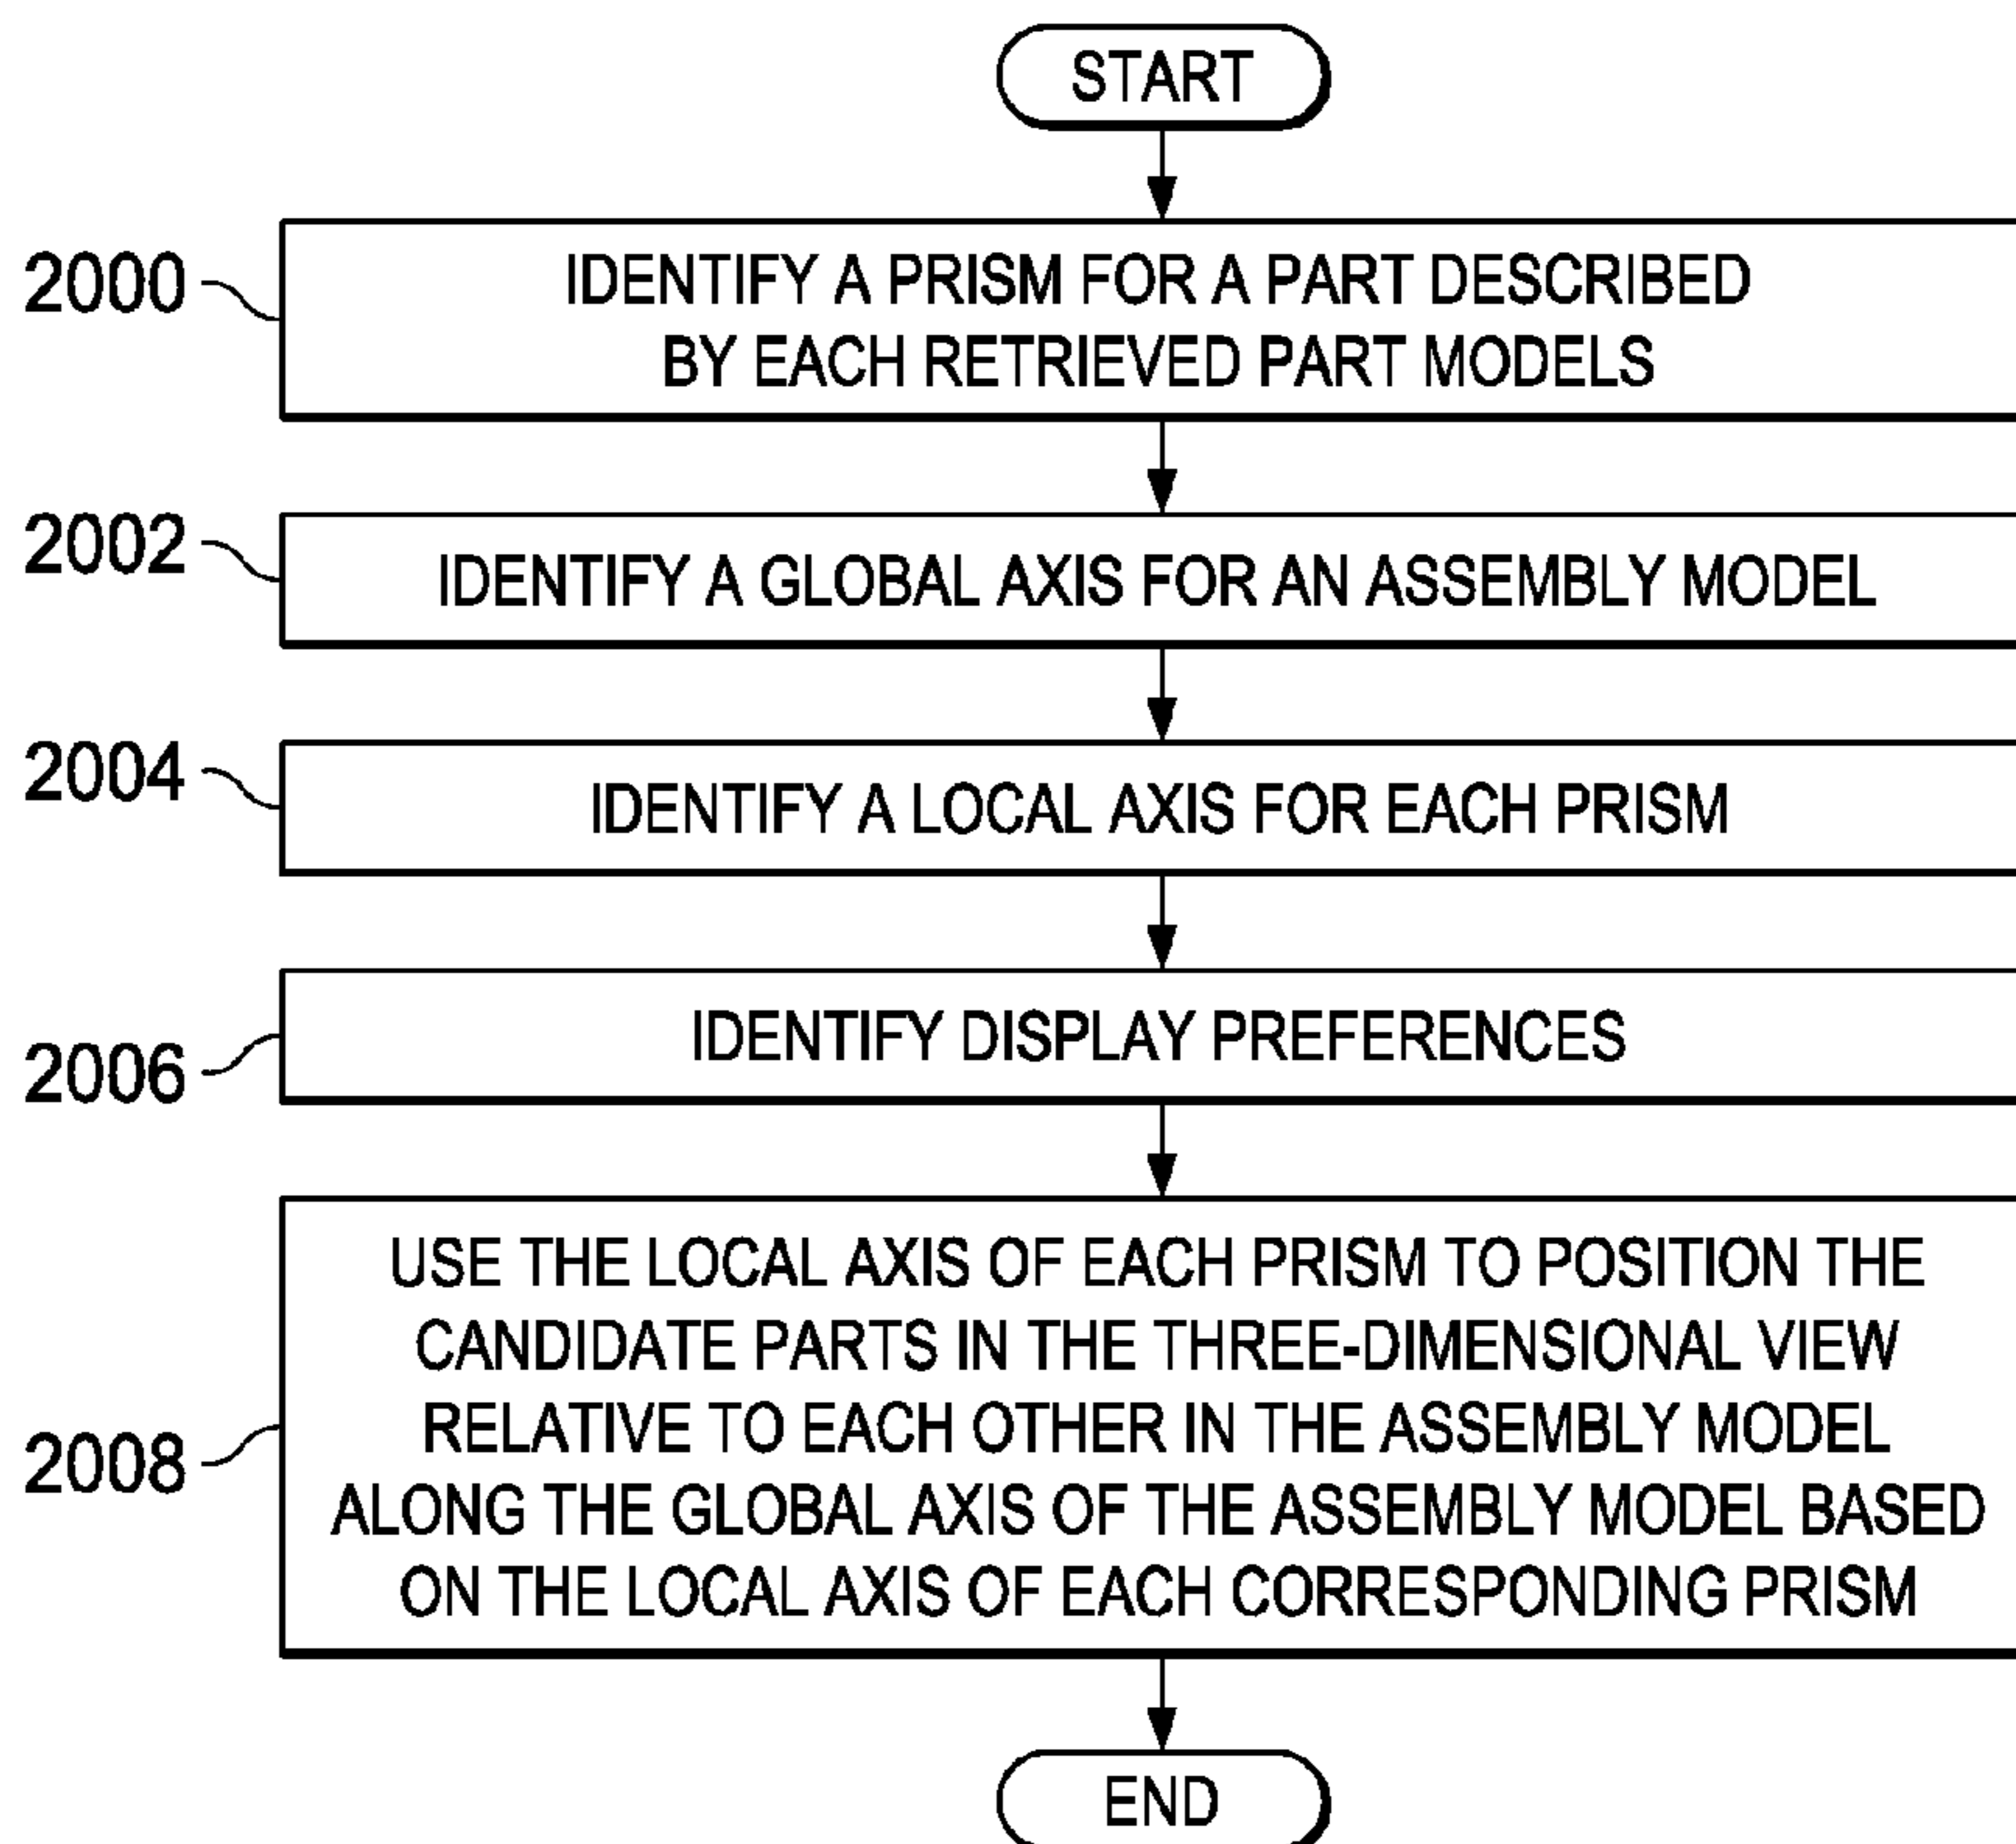 START
2000
IDENTIFY A PRISM FOR A PART DESCRIBED
BY EACH RETRIEVED PART MODELS
2002
IDENTIFY A GLOBAL AXIS FOR AN ASSEMBLY MODEL
2004
IDENTIFY A LOCAL AXIS FOR EACH PRISM
2006
IDENTIFY DISPLAY PREFERENCES
2008
USE THE LOCAL AXIS OF EACH PRISM TO POSITION THE
CANDIDATE PARTS IN THE THREE-DIMENSIONAL VIEW
RELATIVE TO EACH OTHER IN THE ASSEMBLY MODEL
ALONG THE GLOBAL AXIS OF THE ASSEMBLY MODEL BASED
ON THE LOCAL AXIS OF EACH CORRESPONDING PRISM
END